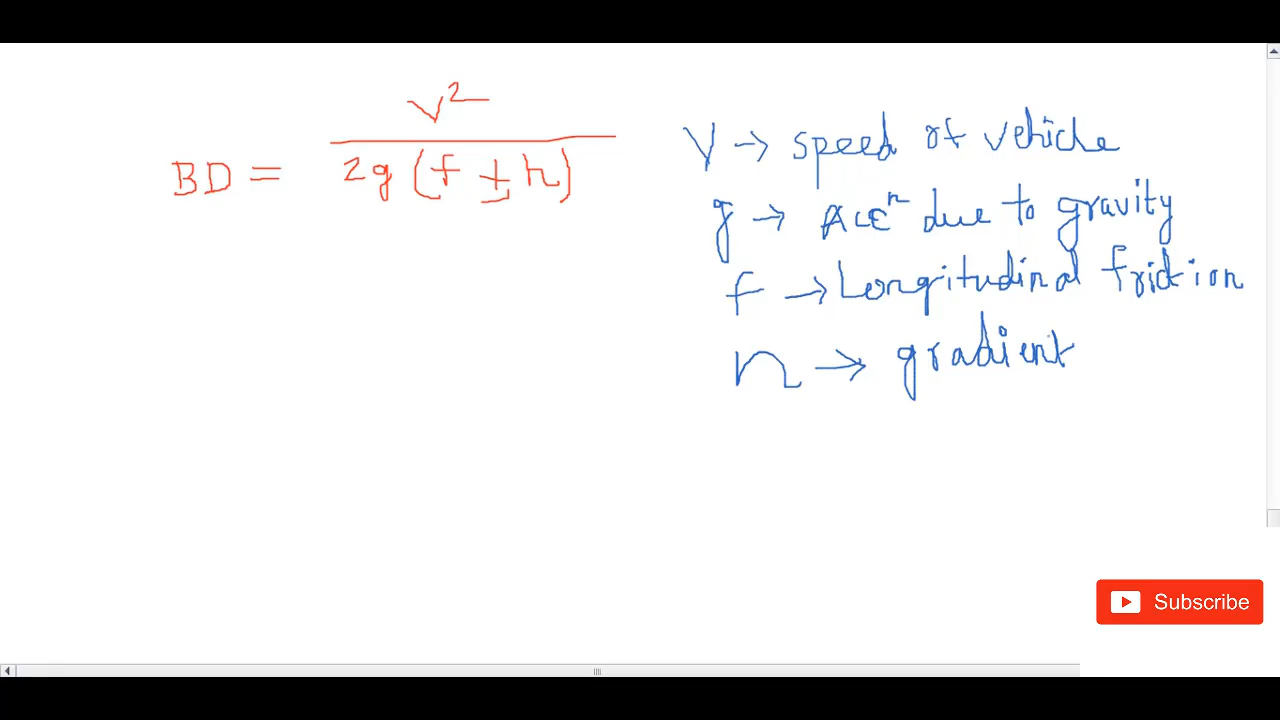 BD = v² / 2g (f ± n)
V → speed of vehicle
g → Accⁿ due to gravity
f → Longitudinal friction
n → gradient
Subscribe